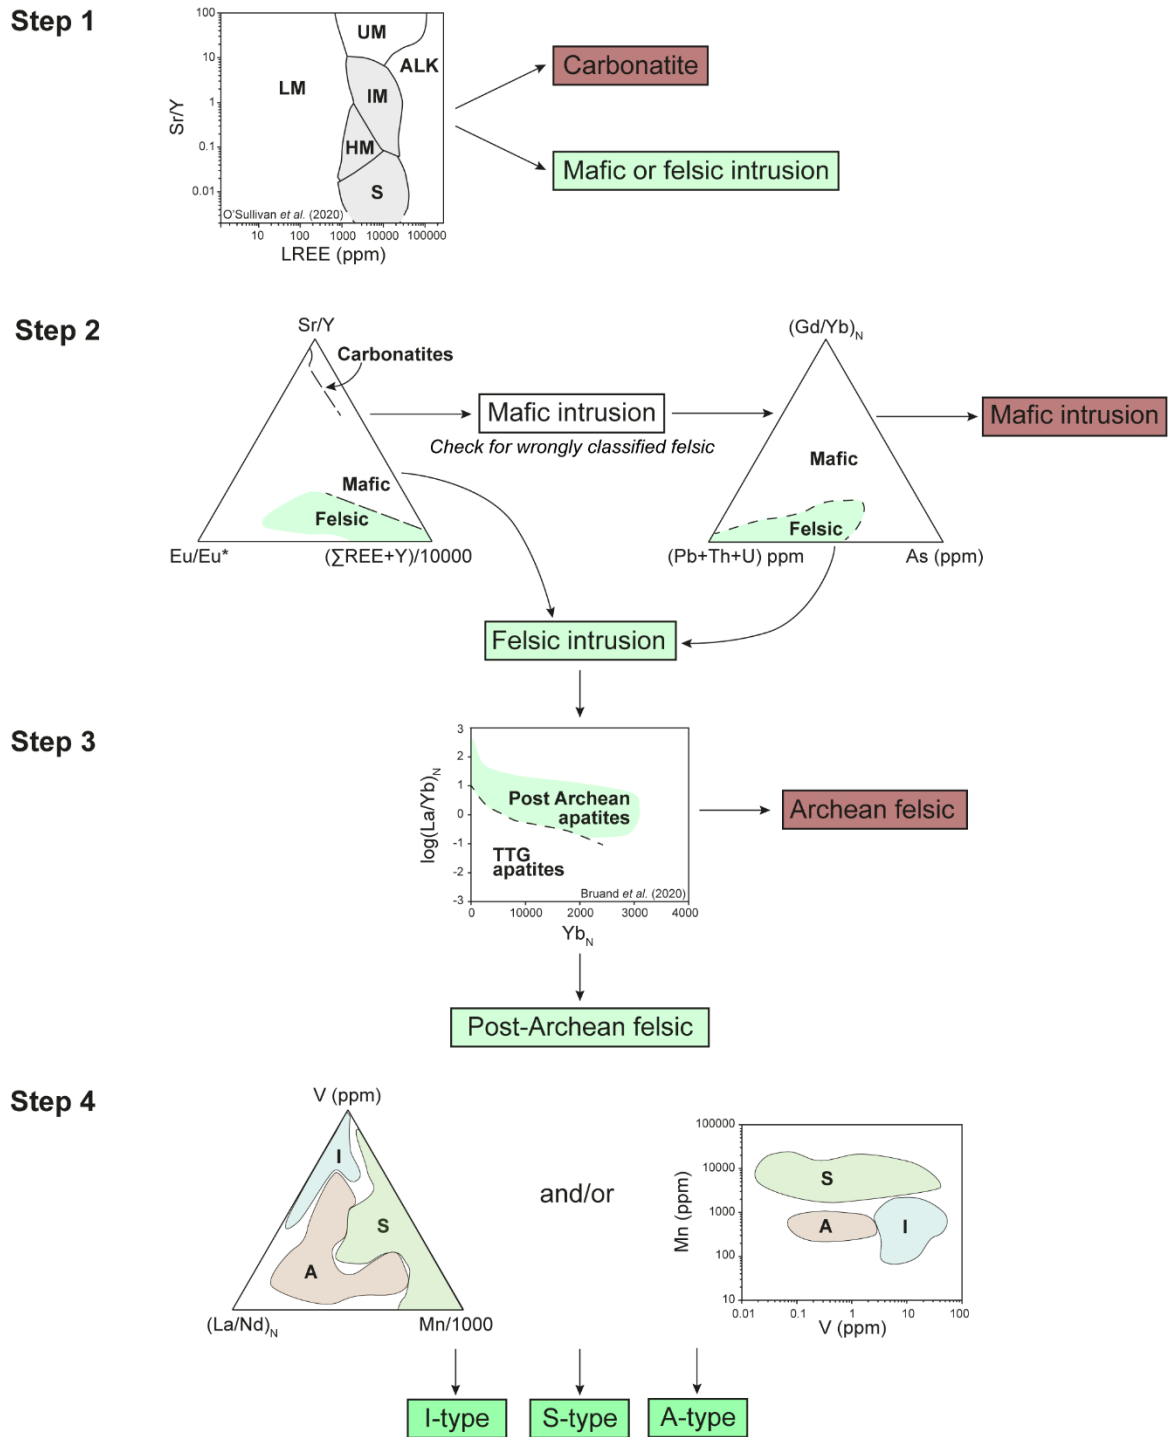 Step 1
100
10
1
0.1
0.01
Sr/Y
UM
ALK
LM
IM
HM
S
O'Sullivan et al. (2020)
10 100 1000 10000 100000
LREE (ppm)
Carbonatite
Mafic or felsic intrusion
Step 2
Sr/Y
Carbonatites
Mafic
Felsic
Eu/Eu*
(∑REE+Y)/10000
Mafic intrusion
Check for wrongly classified felsic
(Gd/Yb)N
Mafic
Felsic
(Pb+Th+U) ppm
As (ppm)
Mafic intrusion
Felsic intrusion
Step 3
3
2
1
0
-1
-2
-3
log(La/Yb)N
Post Archean
apatites
TTG
apatites
Bruand et al. (2020)
0 10000 2000 3000 4000
YbN
Archean felsic
Post-Archean felsic
Step 4
V (ppm)
I
S
A
(La/Nd)N
Mn/1000
and/or
100000
10000
1000
100
10
Mn (ppm)
S
A
I
0.01 0.1 1 10 100
V (ppm)
I-type
S-type
A-type